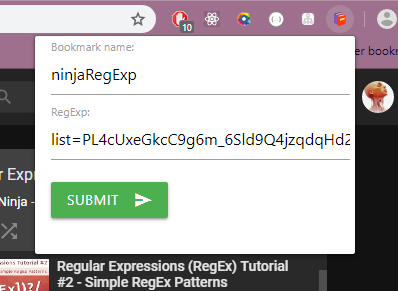 10
Bookmark name:
er bookm
ninjaRegExp
RegExp:
list=PL4cUxeGkcC9g6m_6Sld9Q4jzqdqHd2
SUBMIT
Ninja -
Regular Expressions (RegEx) Tutorial
#2 - Simple RegEx Patterns